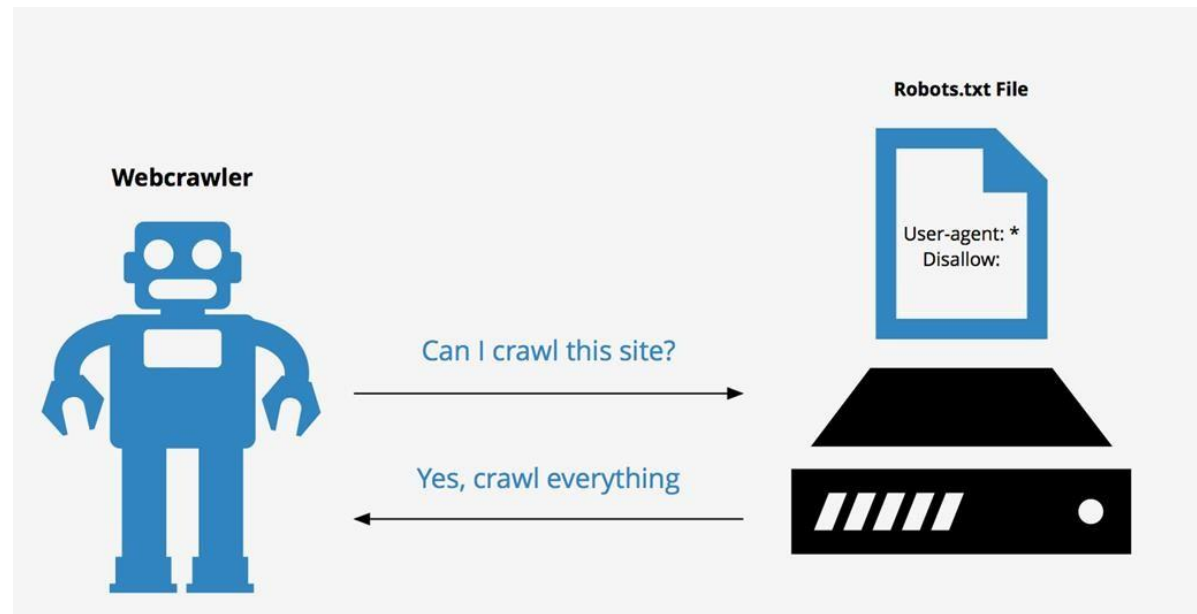 Robots.txt File
Webcrawler
User-agent: *
Disallow:
Can I crawl this site?
Yes, crawl everything